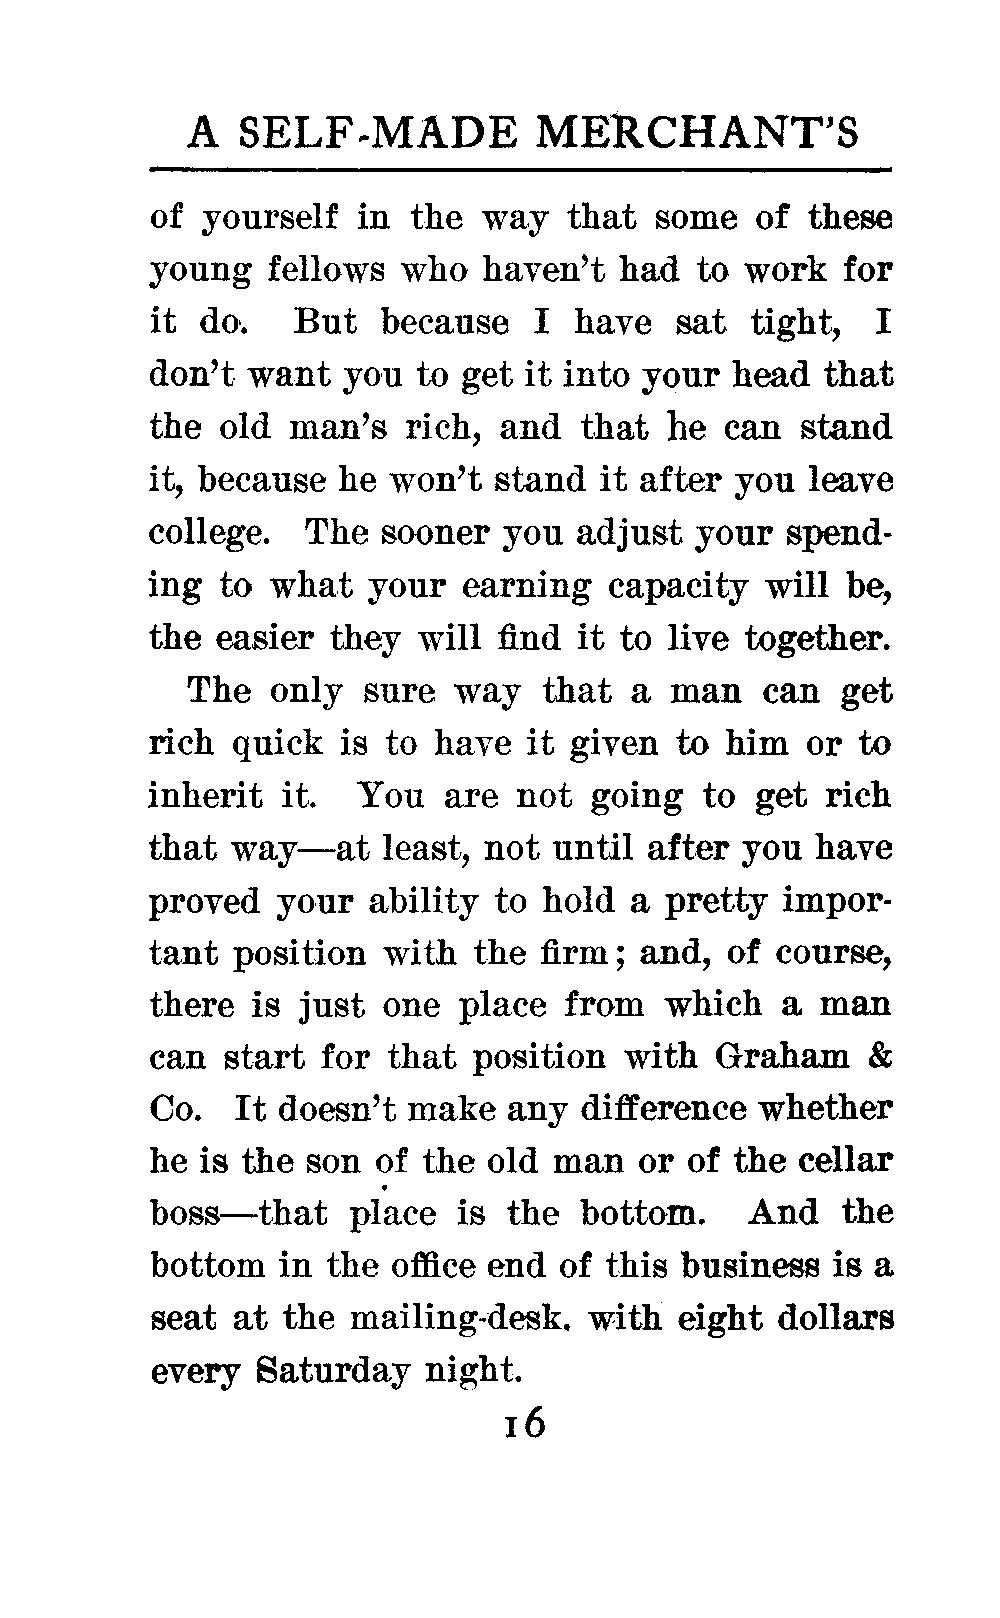 A SELF-MADE MERCHANT'S
of yourself in the way that some of these
young fellows who haven't had to work for
it do. But because I have sat tight, I
don't want you to get it into your head that
the old man's rich, and that he can stand
it, because he won't stand it after you leave
college. The sooner you adjust your spend-
ing to what your earning capacity will be,
the easier they will find it to live together.
The only sure way that a man can get
rich quick is to have it given to him or to
inherit it. You are not going to get rich
that way—at least, not until after you have
proved your ability to hold a pretty impor-
tant position with the firm; and, of course,
there is just one place from which a man
can start for that position with Graham &
Co. It doesn't make any difference whether
he is the son of the old man or of the cellar
boss—that place is the bottom. And the
bottom in the office end of this business is a
seat at the mailing-desk. with eight dollars
every Saturday night.
16